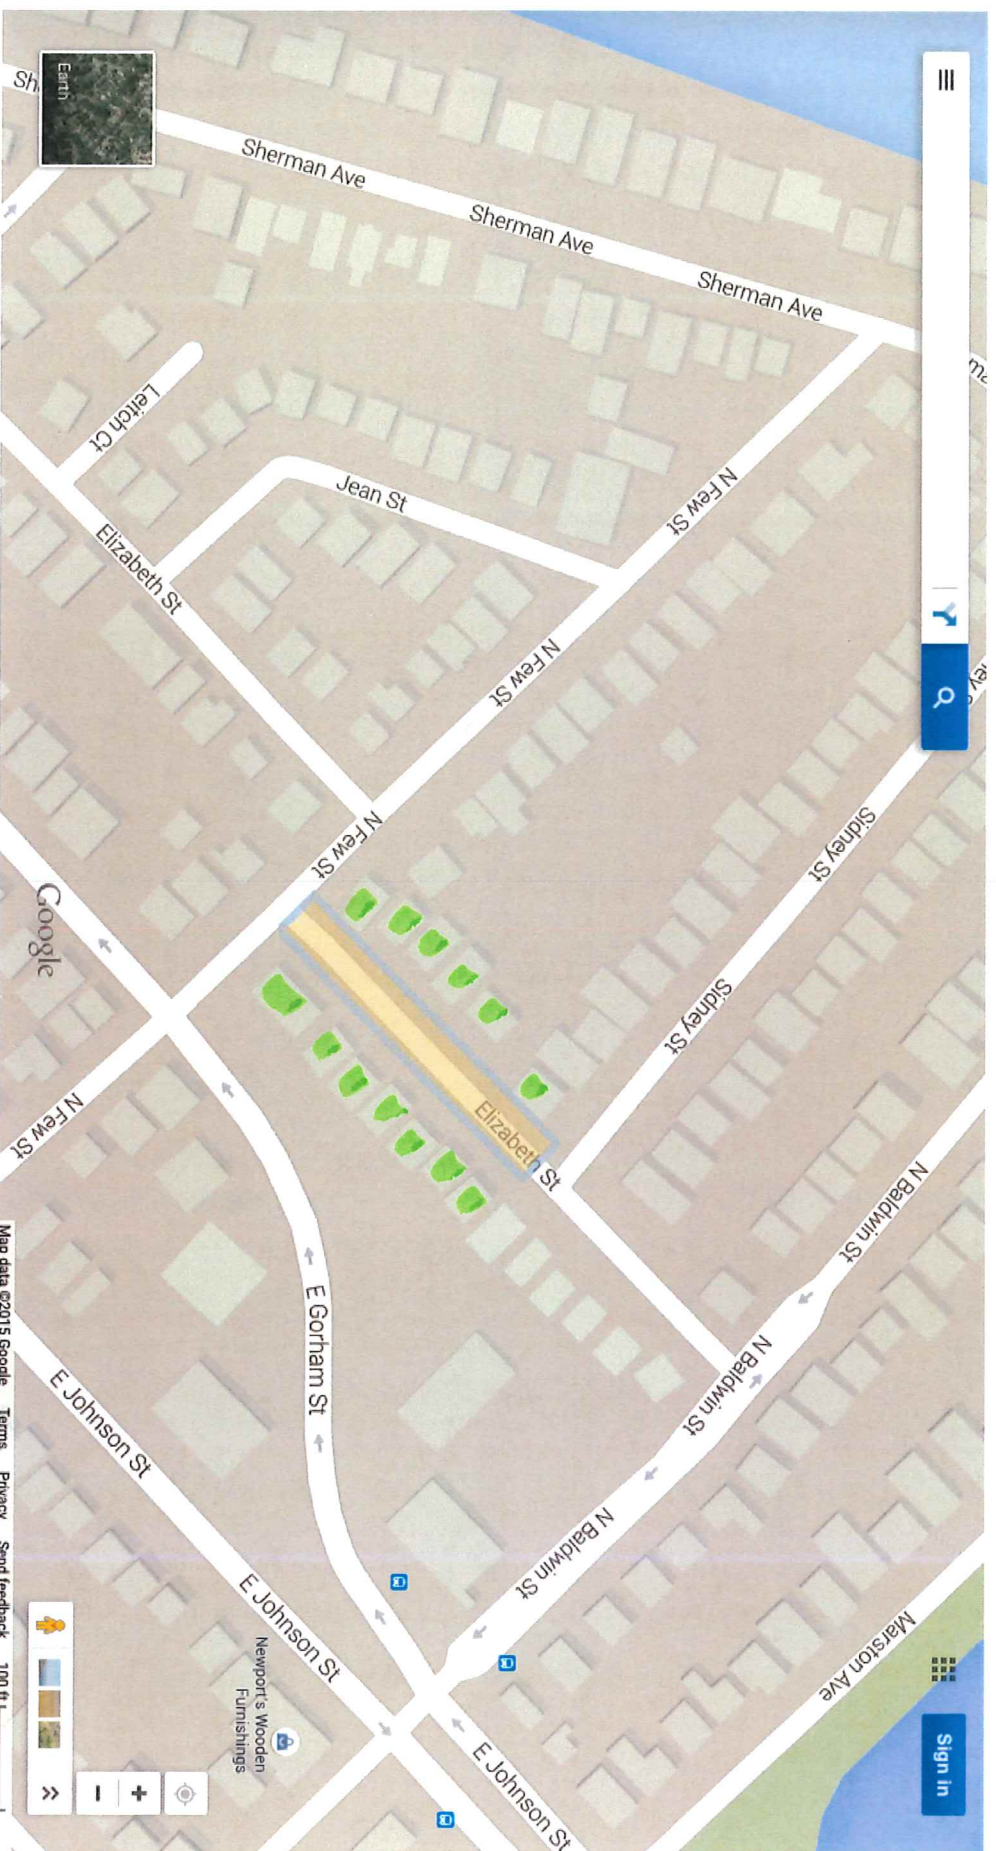 Earth
Sh
Sherman Ave
Sherman Ave
Sherman Ave
Leitch Ct
Jean St
Elizabeth St
N Few St
N Few St
N Few St
N Few St
Sidney St
Sidney St
Elizabeth St
N Baldwin St
N Baldwin St
N Baldwin St
Marston Ave
E Gorham St
E Johnson St
E Johnson St
E Johnson St
Newport's Wooden
Furnishings
Google
Sign in
Map data ©2015 Google Terms Privacy Send feedback 100 ft